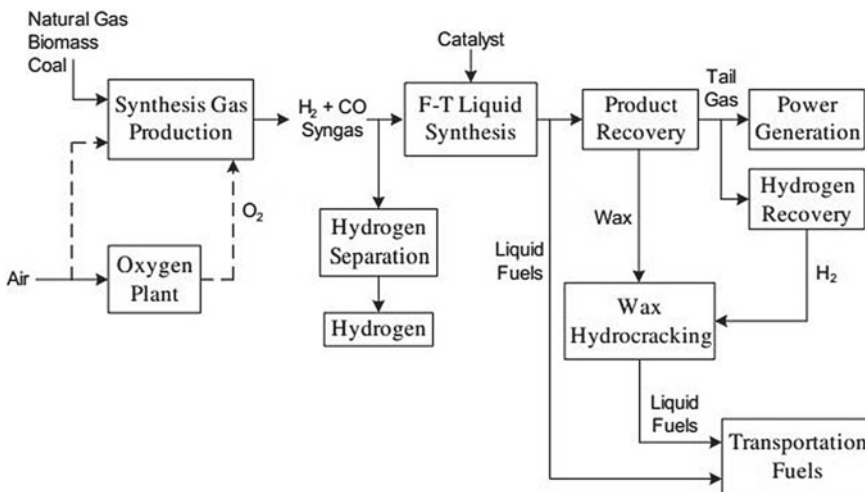 Natural Gas
Biomass
Coal
Synthesis Gas
Production
H₂ + CO
Syngas
Catalyst
F-T Liquid
Synthesis
Product
Recovery
Tail
Gas
Power
Generation
Hydrogen
Recovery
O₂
Air
Oxygen
Plant
Hydrogen
Separation
Hydrogen
Liquid
Fuels
Wax
H₂
Wax
Hydrocracking
Liquid
Fuels
Transportation
Fuels